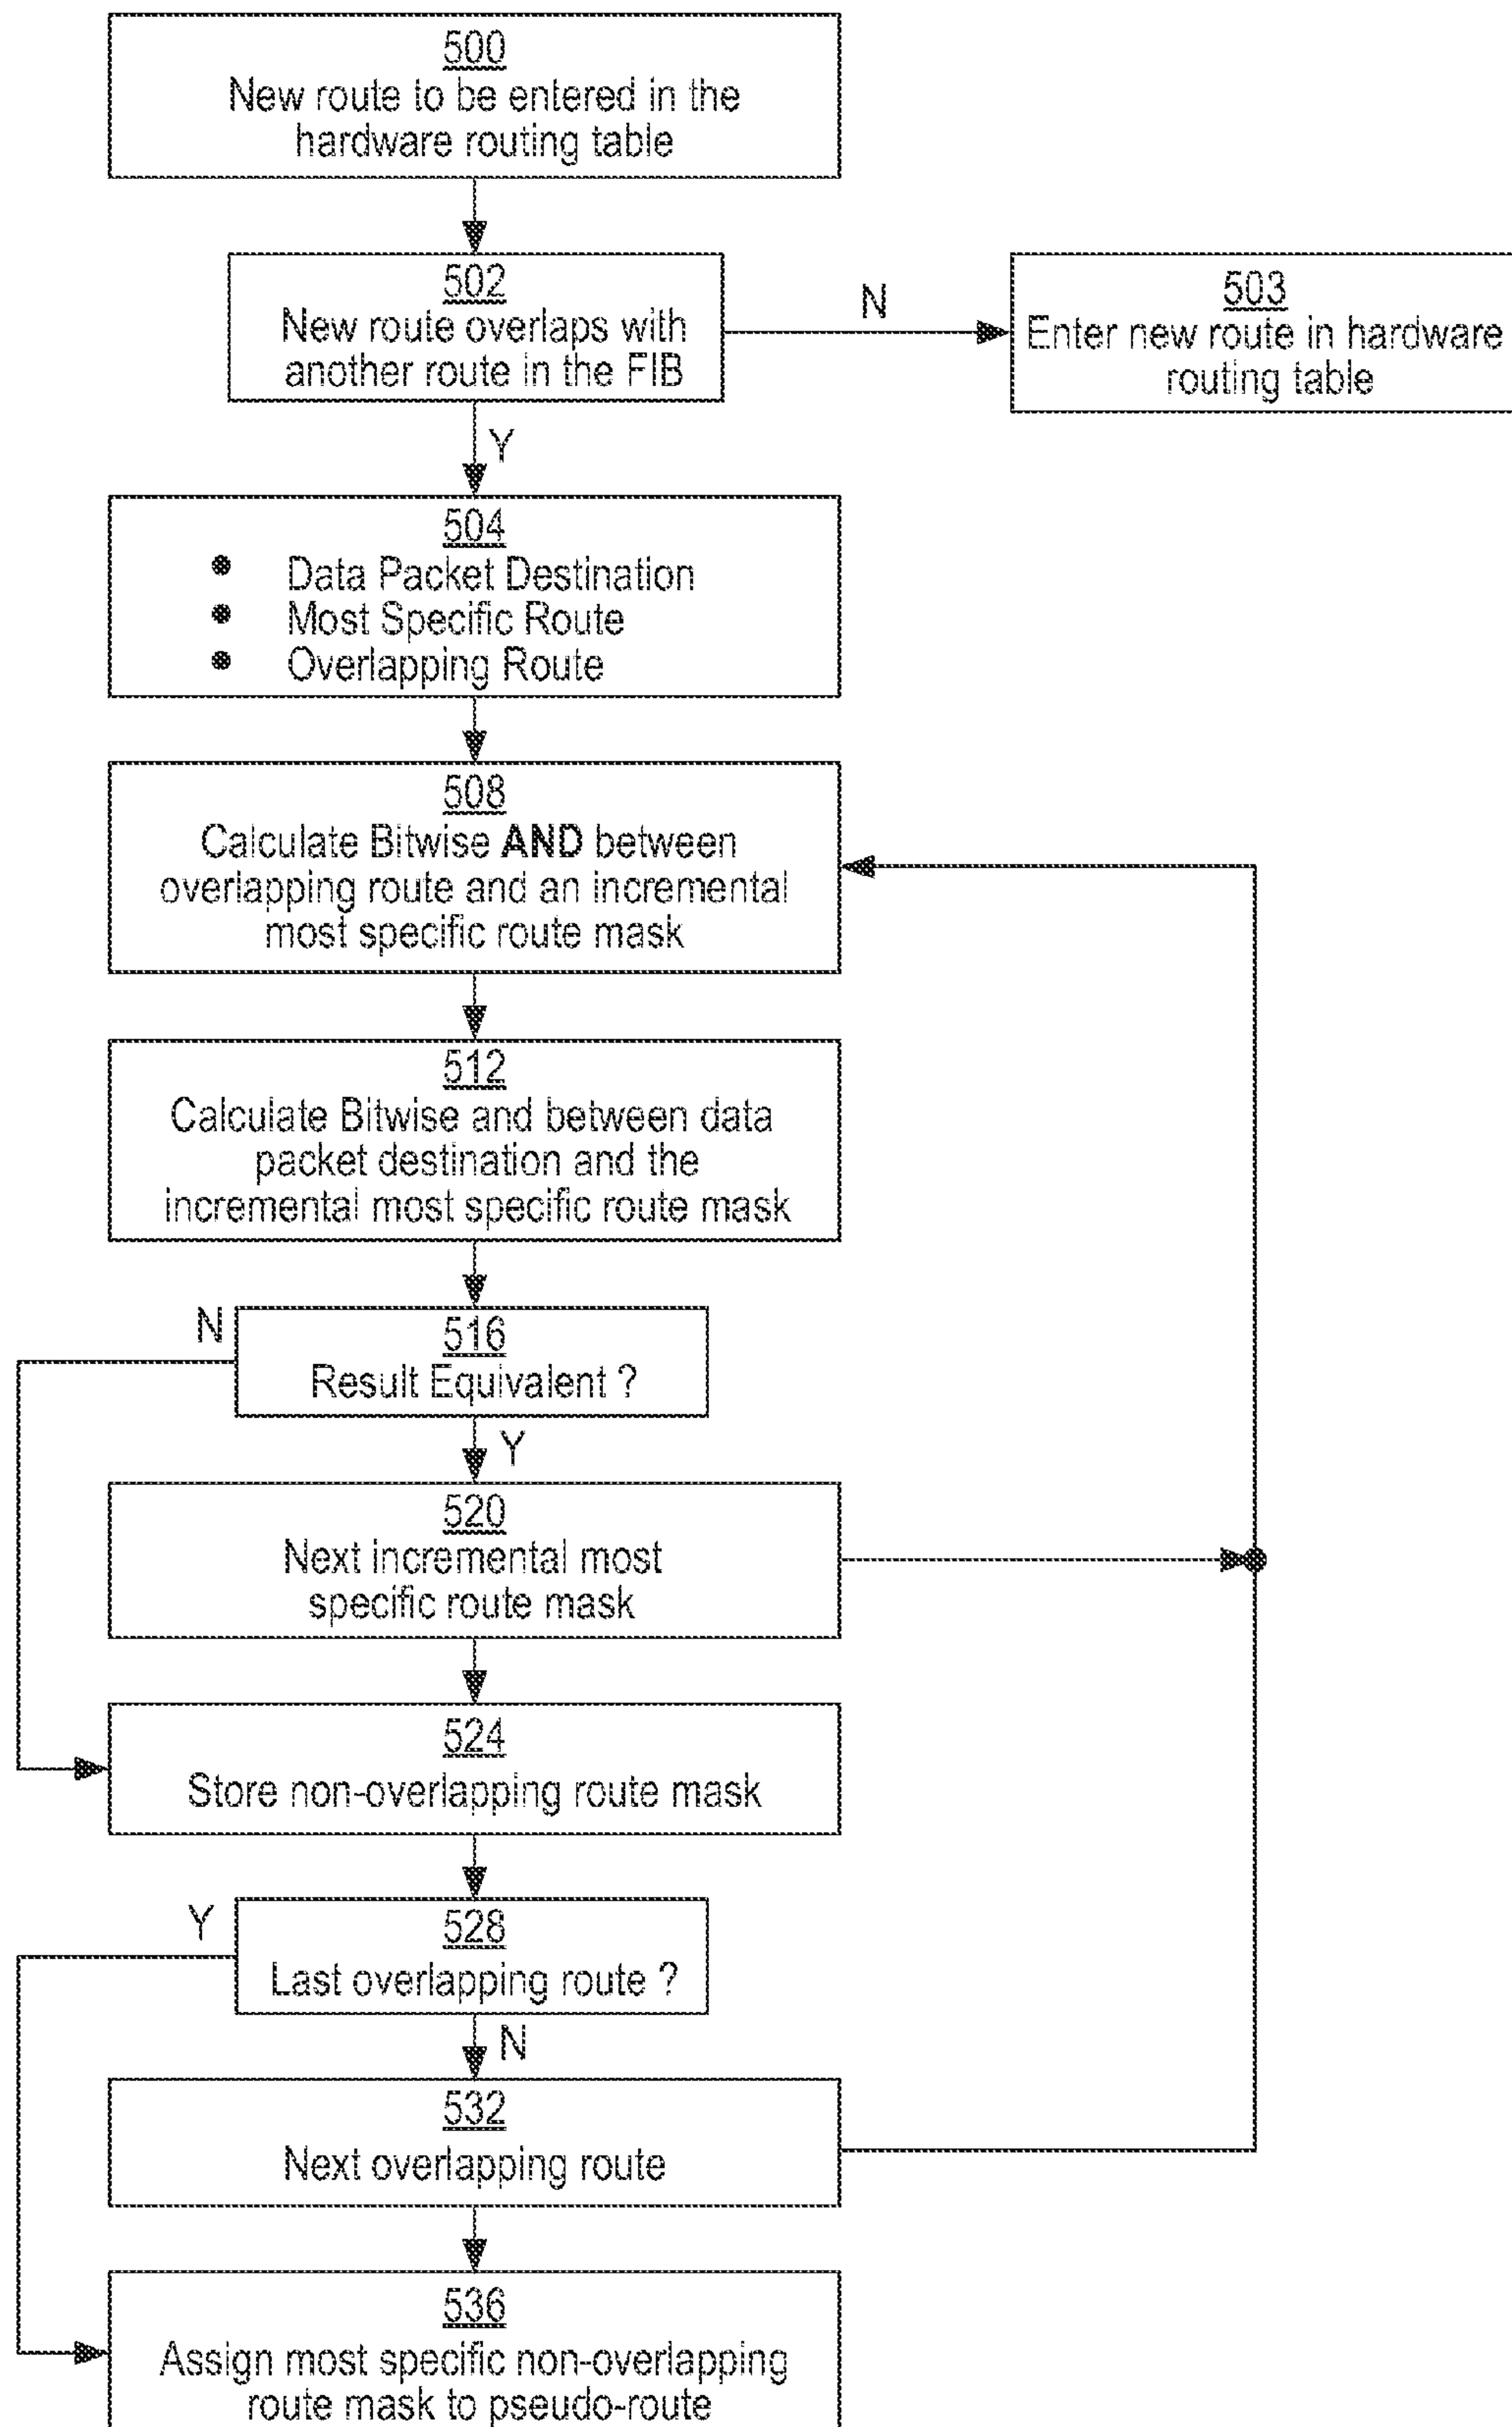 500
New route to be entered in the
hardware routing table
502
New route overlaps with
another route in the FIB
N
503
Enter new route in hardware
routing table
Y
504
• Data Packet Destination
• Most Specific Route
• Overlapping Route
508
Calculate Bitwise AND between
overlapping route and an incremental
most specific route mask
512
Calculate Bitwise and between data
packet destination and the
incremental most specific route mask
N
516
Result Equivalent ?
Y
520
Next incremental most
specific route mask
524
Store non-overlapping route mask
Y
528
Last overlapping route ?
N
532
Next overlapping route
536
Assign most specific non-overlapping
route mask to pseudo-route